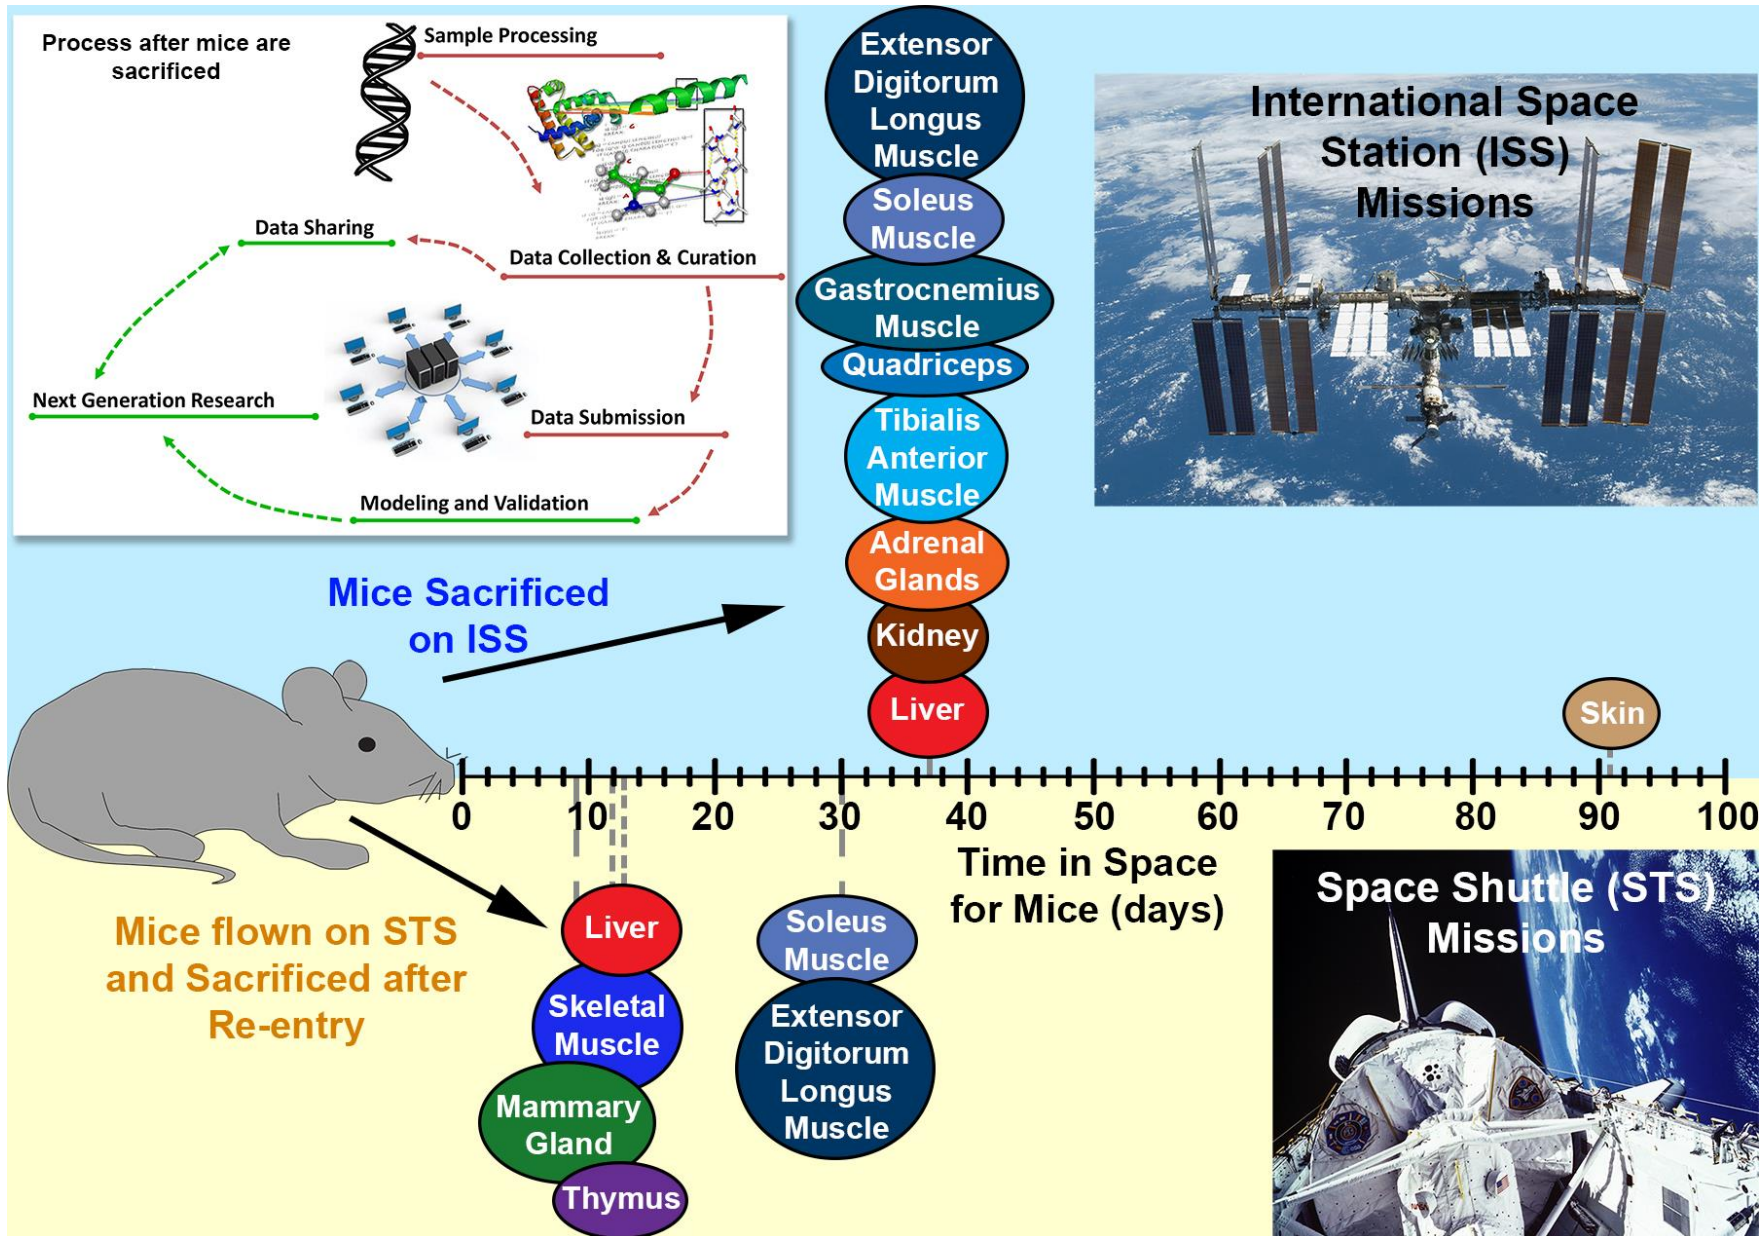 Process after mice are
sacrificed
Sample Processing
Data Sharing
Data Collection & Curation
Next Generation Research
Data Submission
Modeling and Validation
Extensor
Digitorum
Longus
Muscle
Soleus
Muscle
Gastrocnemius
Muscle
Quadriceps
Tibialis
Anterior
Muscle
Adrenal
Glands
Kidney
Liver
International Space
Station (ISS)
Missions
Mice Sacrificed
on ISS
Skin
0 10 20 30 40 50 60 70 80 90 100
Time in Space
for Mice (days)
Mice flown on STS
and Sacrificed after
Re-entry
Liver
Skeletal
Muscle
Mammary
Gland
Thymus
Soleus
Muscle
Extensor
Digitorum
Longus
Muscle
Space Shuttle (STS)
Missions